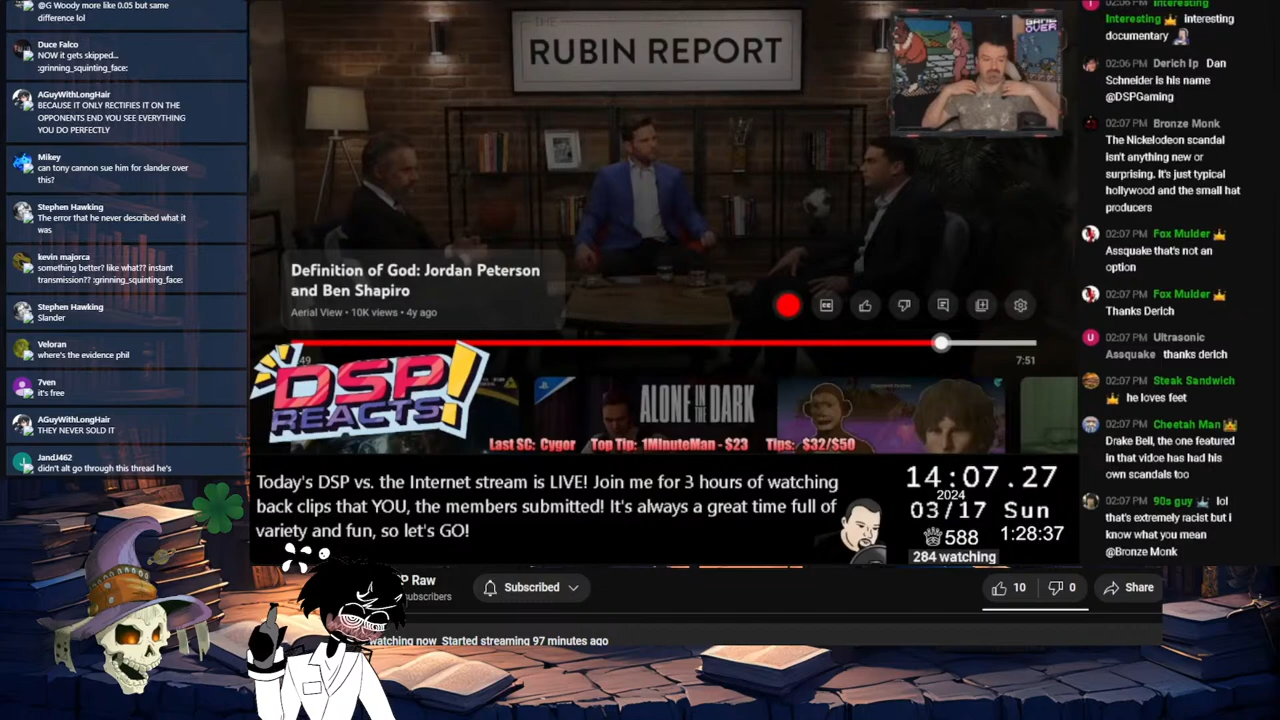 @G Woody more like 0.05 but same
difference lol
Duce Falco
NOW it gets skipped...
:grinning_squinting_face:
AGuyWithLongHair
BECAUSE IT ONLY RECTIFIES IT ON THE
OPPONENTS END YOU SEE EVERYTHING
YOU DO PERFECTLY
Mikey
can tony cannon sue him for slander over
this?
Stephen Hawking
The error that he never described what it
was
kevin majorca
something better? like what?? instant
transmission?? :grinning_squinting_face:
Stephen Hawking
Slander
Veloran
where's the evidence phil
7ven
it's free
AGuyWithLongHair
THEY NEVER SOLD IT
JandJ462
didn't alt go through this thread he's
THE
RUBIN REPORT
GAME
OVER
Definition of God: Jordan Peterson
and Ben Shapiro
Aerial View • 10K views • 4y ago
CC
:49
7:51
DSP
REACTS!
ALONE IN
THE DARK
Last SC: Cygor Top Tip: 1MinuteMan - $23 Tips: $32/$50
Today's DSP vs. the Internet stream is LIVE! Join me for 3 hours of watching
back clips that YOU, the members submitted! It's always a great time full of
variety and fun, so let's GO!
14:07.27
2024
03/17 Sun
588 1:28:37
284 watching
P Raw
ubscribers
Subscribed
10
0
Share
watching now Started streaming 97 minutes ago
02:06 PM Interesting
Interesting interesting
documentary
02:06 PM Derich Ip Dan
Schneider is his name
@DSPGaming
02:07 PM Bronze Monk
The Nickelodeon scandal
isn't anything new or
surprising. It's just typical
hollywood and the small hat
producers
02:07 PM Fox Mulder
Assquake that's not an
option
02:07 PM Fox Mulder
Thanks Derich
02:07 PM Ultrasonic
Assquake thanks derich
02:07 PM Steak Sandwich
he loves feet
02:07 PM Cheetah Man
Drake Bell, the one featured
in that vidoe has had his
own scandals too
02:07 PM 90s guy lol
that's extremely racist but i
know what you mean
@Bronze Monk